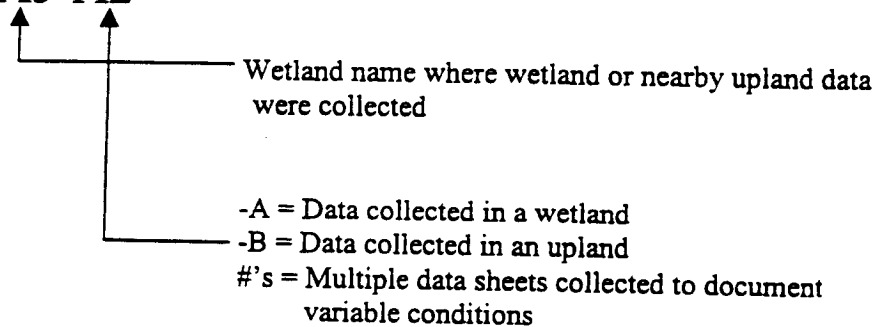 Wetland name where wetland or nearby upland data
were collected
-A = Data collected in a wetland
-B = Data collected in an upland
#'s = Multiple data sheets collected to document
variable conditions